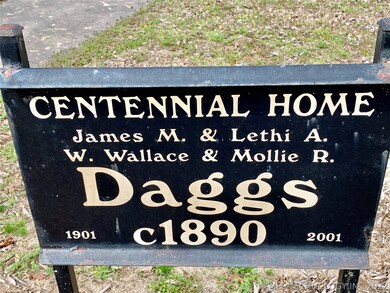 CENTENNIAL HOME
James M. & Lethi A.
W. Wallace & Mollie R.
Daggs
1901 c1890 2001